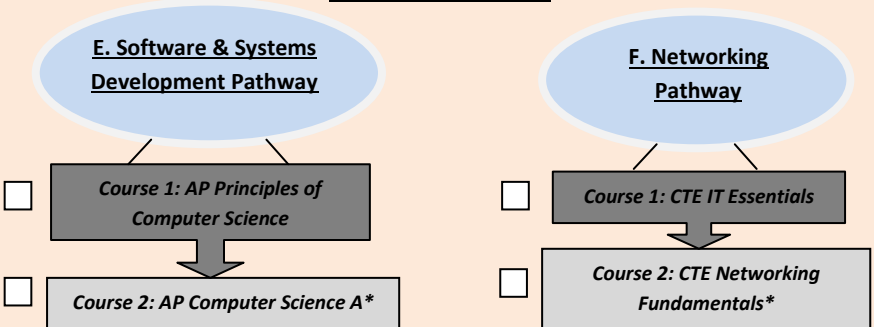 E. Software & Systems
Development Pathway
Course 1: AP Principles of
Computer Science
Course 2: AP Computer Science A*
F. Networking
Pathway
Course 1: CTE IT Essentials
Course 2: CTE Networking
Fundamentals*